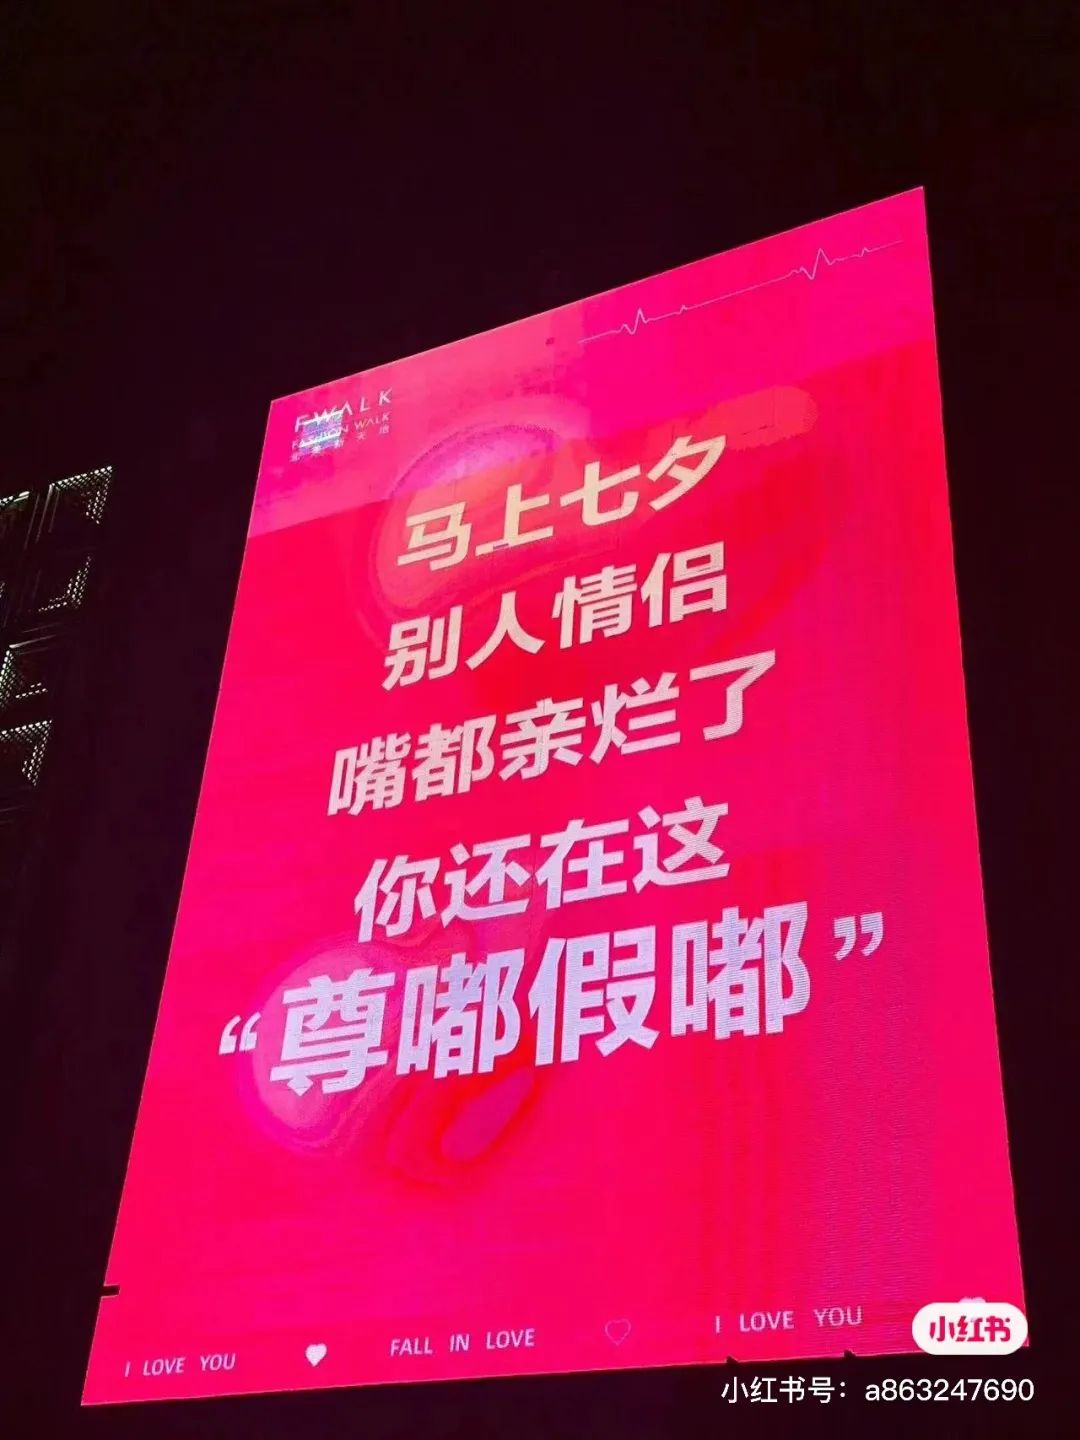 FWALK
FASHION WALK
马上七夕
别人情侣
嘴都亲烂了
你还在这
“尊嘟假嘟”
I LOVE YOU
FALL IN LOVE
I LOVE YOU
小红书
小红书号：a863247690